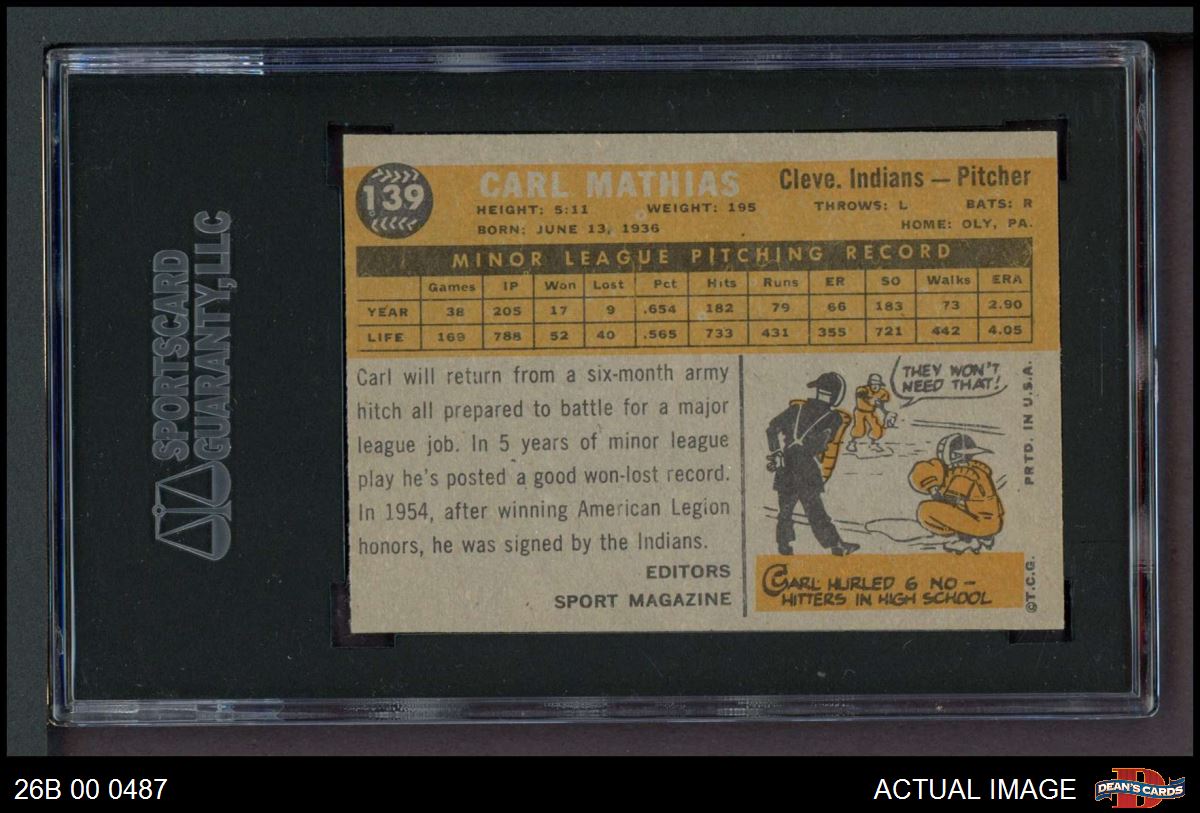 SPORTSCARD
GUARANTY,LLC
139
CARL MATHIAS
Cleve. Indians — Pitcher
HEIGHT: 5:11 WEIGHT: 195 THROWS: L BATS: R
BORN: JUNE 13, 1936 HOME: OLY, PA.
MINOR LEAGUE PITCHING RECORD
Games IP Won Lost Pct Hits Runs ER SO Walks ERA
YEAR 38 205 17 9 .654 182 79 66 183 73 2.90
LIFE 169 788 52 40 .565 733 431 355 721 442 4.05
Carl will return from a six-month army
hitch all prepared to battle for a major
league job. In 5 years of minor league
play he's posted a good won-lost record.
In 1954, after winning American Legion
honors, he was signed by the Indians.
EDITORS
SPORT MAGAZINE
THEY WON'T
NEED THAT!
CARL HURLED 6 NO-
HITTERS IN HIGH SCHOOL
©T.C.G. PRTD. IN U.S.A.
26B 00 0487
ACTUAL IMAGE
D
DEAN'S CARDS